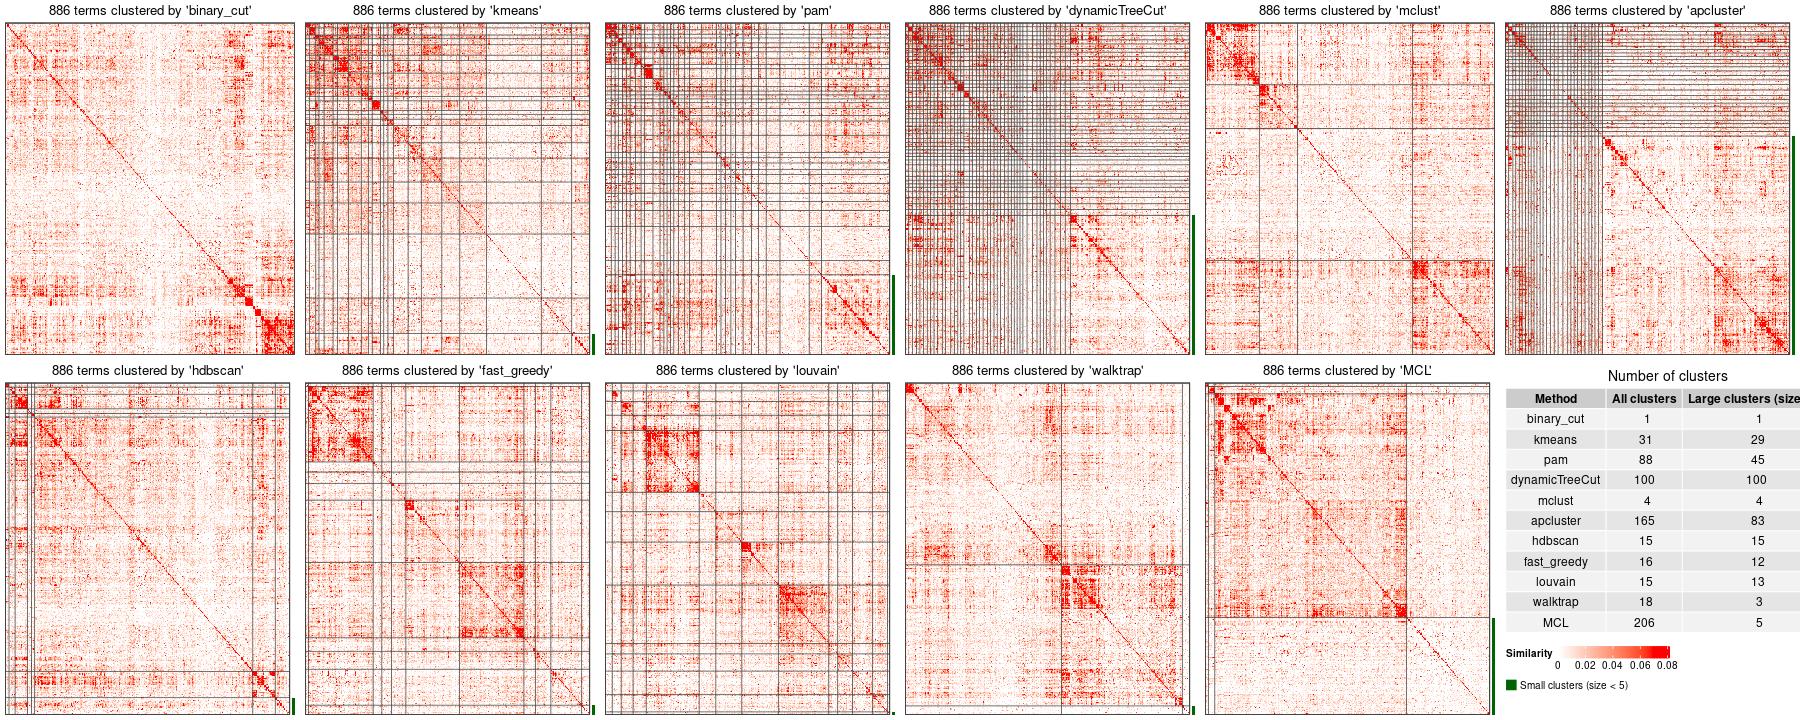 886 terms clustered by 'binary_cut'
886 terms clustered by 'kmeans'
886 terms clustered by 'pam'
886 terms clustered by 'dynamicTreeCut'
886 terms clustered by 'mclust'
886 terms clustered by 'apcluster'
886 terms clustered by 'hdbscan'
886 terms clustered by 'fast_greedy'
886 terms clustered by 'louvain'
886 terms clustered by 'walktrap'
886 terms clustered by 'MCL'
Number of clusters
Method All clusters Large clusters (size
binary_cut 1 1
kmeans 31 29
pam 88 45
dynamicTreeCut 100 100
mclust 4 4
apcluster 165 83
hdbscan 15 15
fast_greedy 16 12
louvain 15 13
walktrap 18 3
MCL 206 5
Similarity
0 0.02 0.04 0.06 0.08
Small clusters (size < 5)